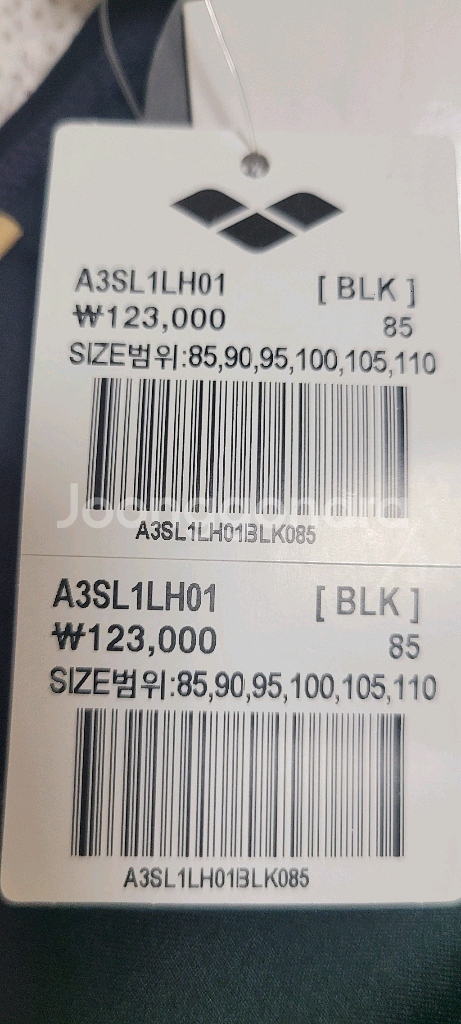 A3SL1LH01 [ BLK ]
₩123,000 85
SIZE범위:85,90,95,100,105,110
Joonggonara
A3SL1LH01BLK085
A3SL1LH01 [ BLK ]
₩123,000 85
SIZE범위:85,90,95,100,105,110
A3SL1LH01BLK085